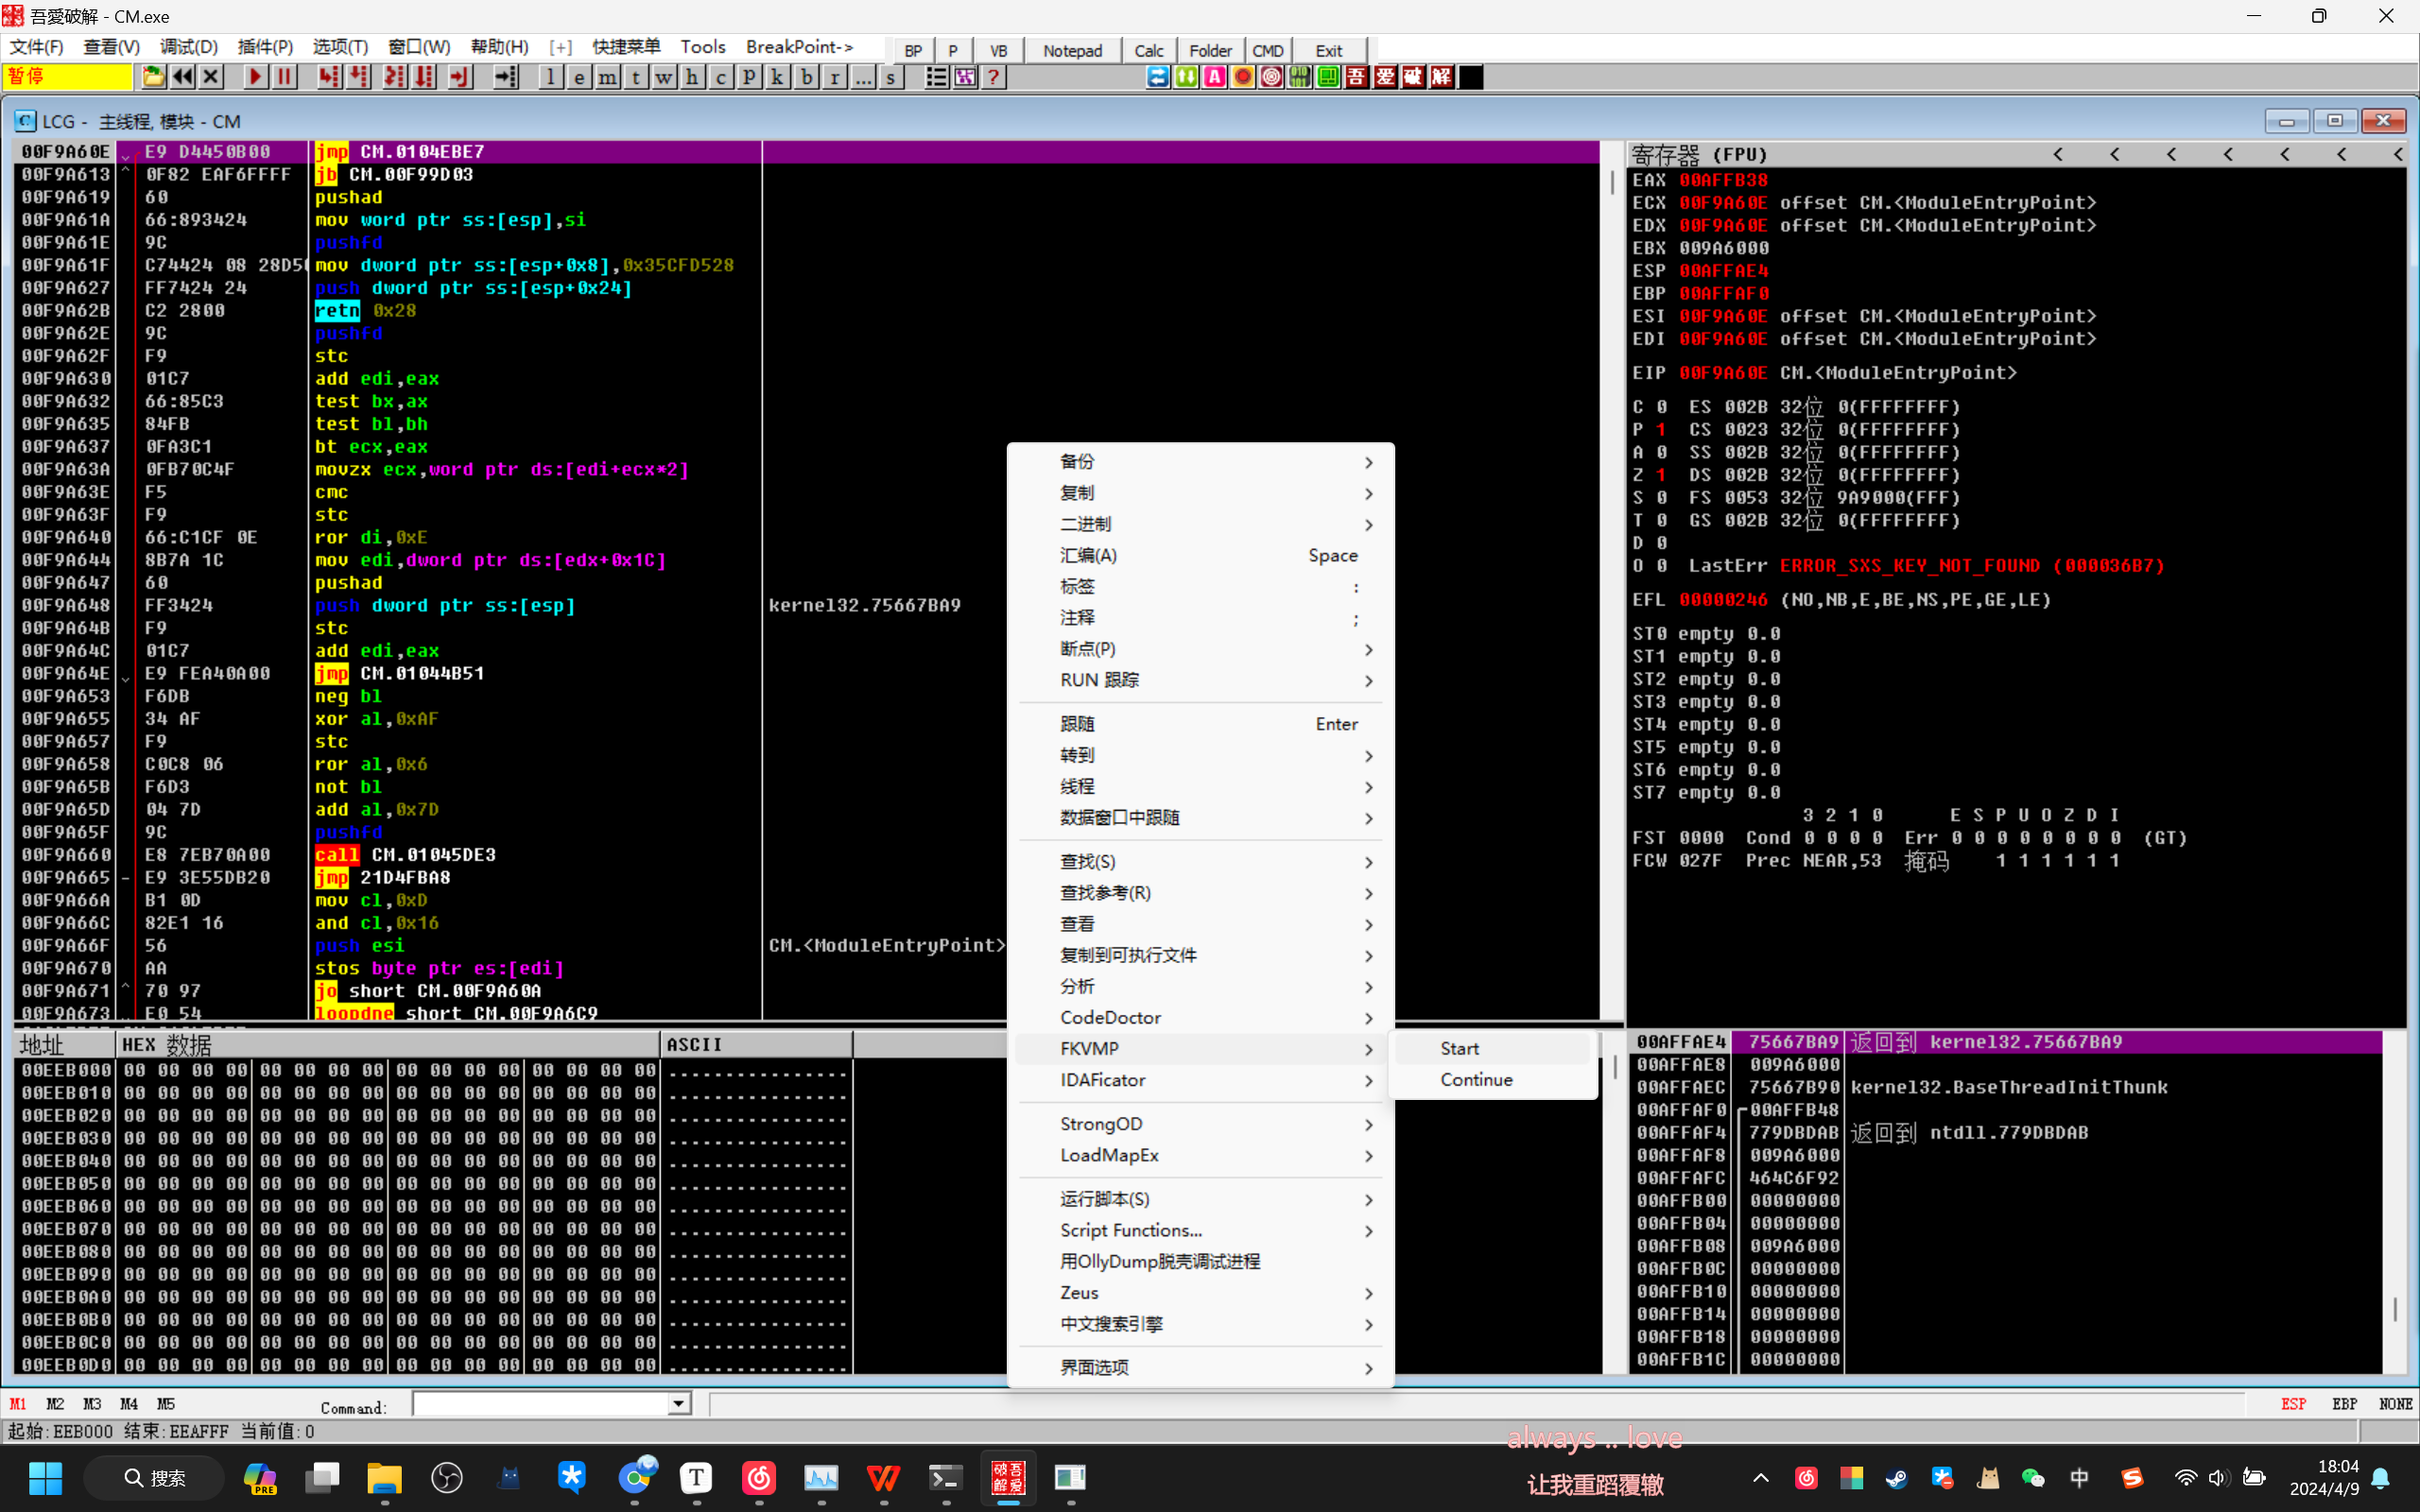 吾愛破解 - CM.exe
文件(F) 查看(V) 调试(D) 插件(P) 选项(T) 窗口(W) 帮助(H) [+] 快捷菜单 Tools BreakPoint-> BP P VB Notepad Calc Folder CMD Exit
暂停 l e m t w h c p k b r ... s ? 吾 爱 破 解
LCG - 主线程, 模块 - CM
00F9A60E E9 D4450B00 jmp CM.0104EBE7
00F9A613 0F82 EAF6FFFF jb CM.00F99D03
00F9A619 60 pushad
00F9A61A 66:893424 mov word ptr ss:[esp],si
00F9A61E 9C pushfd
00F9A61F C74424 08 28D5 mov dword ptr ss:[esp+0x8],0x35CFD528
00F9A627 FF7424 24 push dword ptr ss:[esp+0x24]
00F9A62B C2 2800 retn 0x28
00F9A62E 9C pushfd
00F9A62F F9 stc
00F9A630 01C7 add edi,eax
00F9A632 66:85C3 test bx,ax
00F9A635 84FB test bl,bh
00F9A637 0FA3C1 bt ecx,eax
00F9A63A 0FB70C4F movzx ecx,word ptr ds:[edi+ecx*2]
00F9A63E F5 cmc
00F9A63F F9 stc
00F9A640 66:C1CF 0E ror di,0xE
00F9A644 8B7A 1C mov edi,dword ptr ds:[edx+0x1C]
00F9A647 60 pushad
00F9A648 FF3424 push dword ptr ss:[esp] kernel32.75667BA9
00F9A64B F9 stc
00F9A64C 01C7 add edi,eax
00F9A64E E9 FEA40A00 jmp CM.01044B51
00F9A653 F6DB neg bl
00F9A655 34 AF xor al,0xAF
00F9A657 F9 stc
00F9A658 C0C8 06 ror al,0x6
00F9A65B F6D3 not bl
00F9A65D 04 7D add al,0x7D
00F9A65F 9C pushfd
00F9A660 E8 7EB70A00 call CM.01045DE3
00F9A665 - E9 3E55DB20 jmp 21D4FBA8
00F9A66A B1 0D mov cl,0xD
00F9A66C 82E1 16 and cl,0x16
00F9A66F 56 push esi CM.<ModuleEntryPoint>
00F9A670 AA stos byte ptr es:[edi]
00F9A671 ^ 70 97 jo short CM.00F9A60A
00F9A673 E0 54 loopdne short CM.00F9A6C9
寄存器 (FPU) < < < < < < <
EAX 00AFFB38
ECX 00F9A60E offset CM.<ModuleEntryPoint>
EDX 00F9A60E offset CM.<ModuleEntryPoint>
EBX 009A6000
ESP 00AFFAE4
EBP 00AFFAF0
ESI 00F9A60E offset CM.<ModuleEntryPoint>
EDI 00F9A60E offset CM.<ModuleEntryPoint>
EIP 00F9A60E CM.<ModuleEntryPoint>
C 0 ES 002B 32位 0(FFFFFFFF)
P 1 CS 0023 32位 0(FFFFFFFF)
A 0 SS 002B 32位 0(FFFFFFFF)
Z 1 DS 002B 32位 0(FFFFFFFF)
S 0 FS 0053 32位 9A9000(FFF)
T 0 GS 002B 32位 0(FFFFFFFF)
D 0
O 0 LastErr ERROR_SXS_KEY_NOT_FOUND (000036B7)
EFL 00000246 (NO,NB,E,BE,NS,PE,GE,LE)
ST0 empty 0.0
ST1 empty 0.0
ST2 empty 0.0
ST3 empty 0.0
ST4 empty 0.0
ST5 empty 0.0
ST6 empty 0.0
ST7 empty 0.0
3 2 1 0 E S P U O Z D I
FST 0000 Cond 0 0 0 0 Err 0 0 0 0 0 0 0 0 (GT)
FCW 027F Prec NEAR,53 掩码 1 1 1 1 1 1
备份
复制
二进制
汇编(A) Space
标签 :
注释 ;
断点(P)
RUN 跟踪
跟随 Enter
转到
线程
数据窗口中跟随
查找(S)
查找参考(R)
查看
复制到可执行文件
分析
CodeDoctor
FKVMP
IDAFicator
StrongOD
LoadMapEx
运行脚本(S)
Script Functions...
用OllyDump脱壳调试进程
Zeus
中文搜索引擎
界面选项
Start
Continue
地址 HEX 数据 ASCII
00EEB000 00 00 00 00 00 00 00 00 00 00 00 00 00 00 00 00 ................
00EEB010 00 00 00 00 00 00 00 00 00 00 00 00 00 00 00 00 ................
00EEB020 00 00 00 00 00 00 00 00 00 00 00 00 00 00 00 00 ................
00EEB030 00 00 00 00 00 00 00 00 00 00 00 00 00 00 00 00 ................
00EEB040 00 00 00 00 00 00 00 00 00 00 00 00 00 00 00 00 ................
00EEB050 00 00 00 00 00 00 00 00 00 00 00 00 00 00 00 00 ................
00EEB060 00 00 00 00 00 00 00 00 00 00 00 00 00 00 00 00 ................
00EEB070 00 00 00 00 00 00 00 00 00 00 00 00 00 00 00 00 ................
00EEB080 00 00 00 00 00 00 00 00 00 00 00 00 00 00 00 00 ................
00EEB090 00 00 00 00 00 00 00 00 00 00 00 00 00 00 00 00 ................
00EEB0A0 00 00 00 00 00 00 00 00 00 00 00 00 00 00 00 00 ................
00EEB0B0 00 00 00 00 00 00 00 00 00 00 00 00 00 00 00 00 ................
00EEB0C0 00 00 00 00 00 00 00 00 00 00 00 00 00 00 00 00 ................
00EEB0D0 00 00 00 00 00 00 00 00 00 00 00 00 00 00 00 00 ................
00AFFAE4 75667BA9 返回到 kernel32.75667BA9
00AFFAE8 009A6000
00AFFAEC 75667B90 kernel32.BaseThreadInitThunk
00AFFAF0 00AFFB48
00AFFAF4 779DBDAB 返回到 ntdll.779DBDAB
00AFFAF8 009A6000
00AFFAFC 464C6F92
00AFFB00 00000000
00AFFB04 00000000
00AFFB08 009A6000
00AFFB0C 00000000
00AFFB10 00000000
00AFFB14 00000000
00AFFB18 00000000
00AFFB1C 00000000
M1 M2 M3 M4 M5 Command: ESP EBP NONE
起始:EEB000 结束:EEAFFF 当前值:0
always .. love
让我重蹈覆辙
搜索 PRE T 中 18:04
2024/4/9